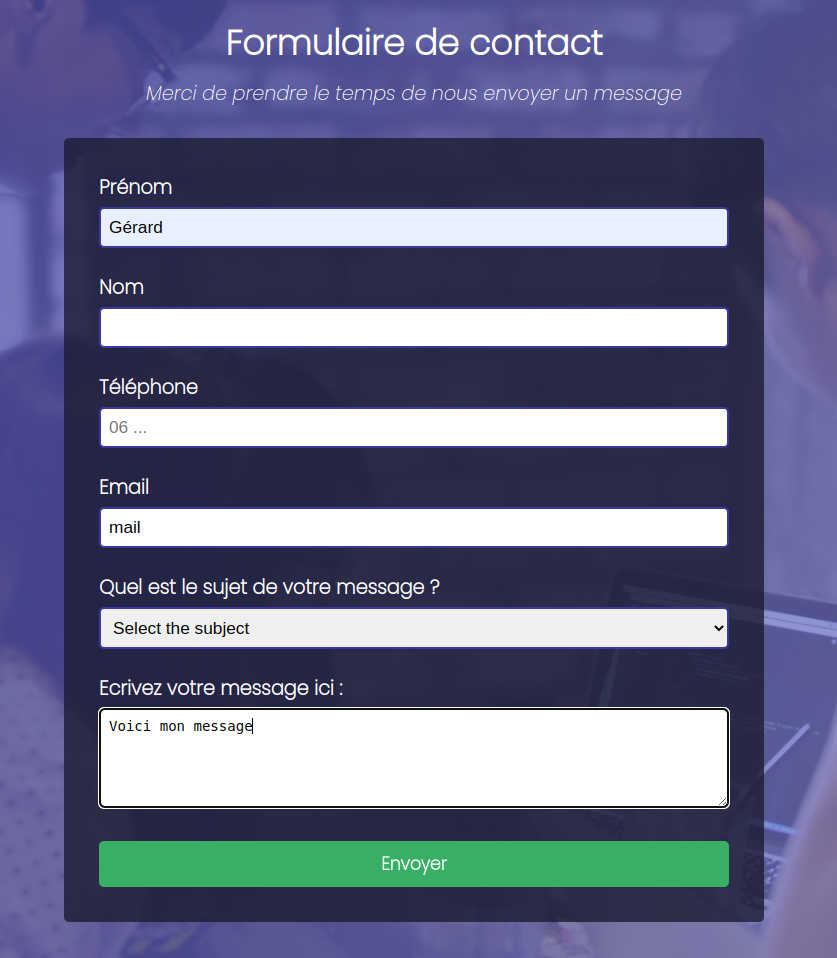 Formulaire de contact
Merci de prendre le temps de nous envoyer un message
Prénom
Gérard
Nom
Téléphone
06 ...
Email
mail
Quel est le sujet de votre message ?
Select the subject
Ecrivez votre message ici :
Voici mon message
Envoyer